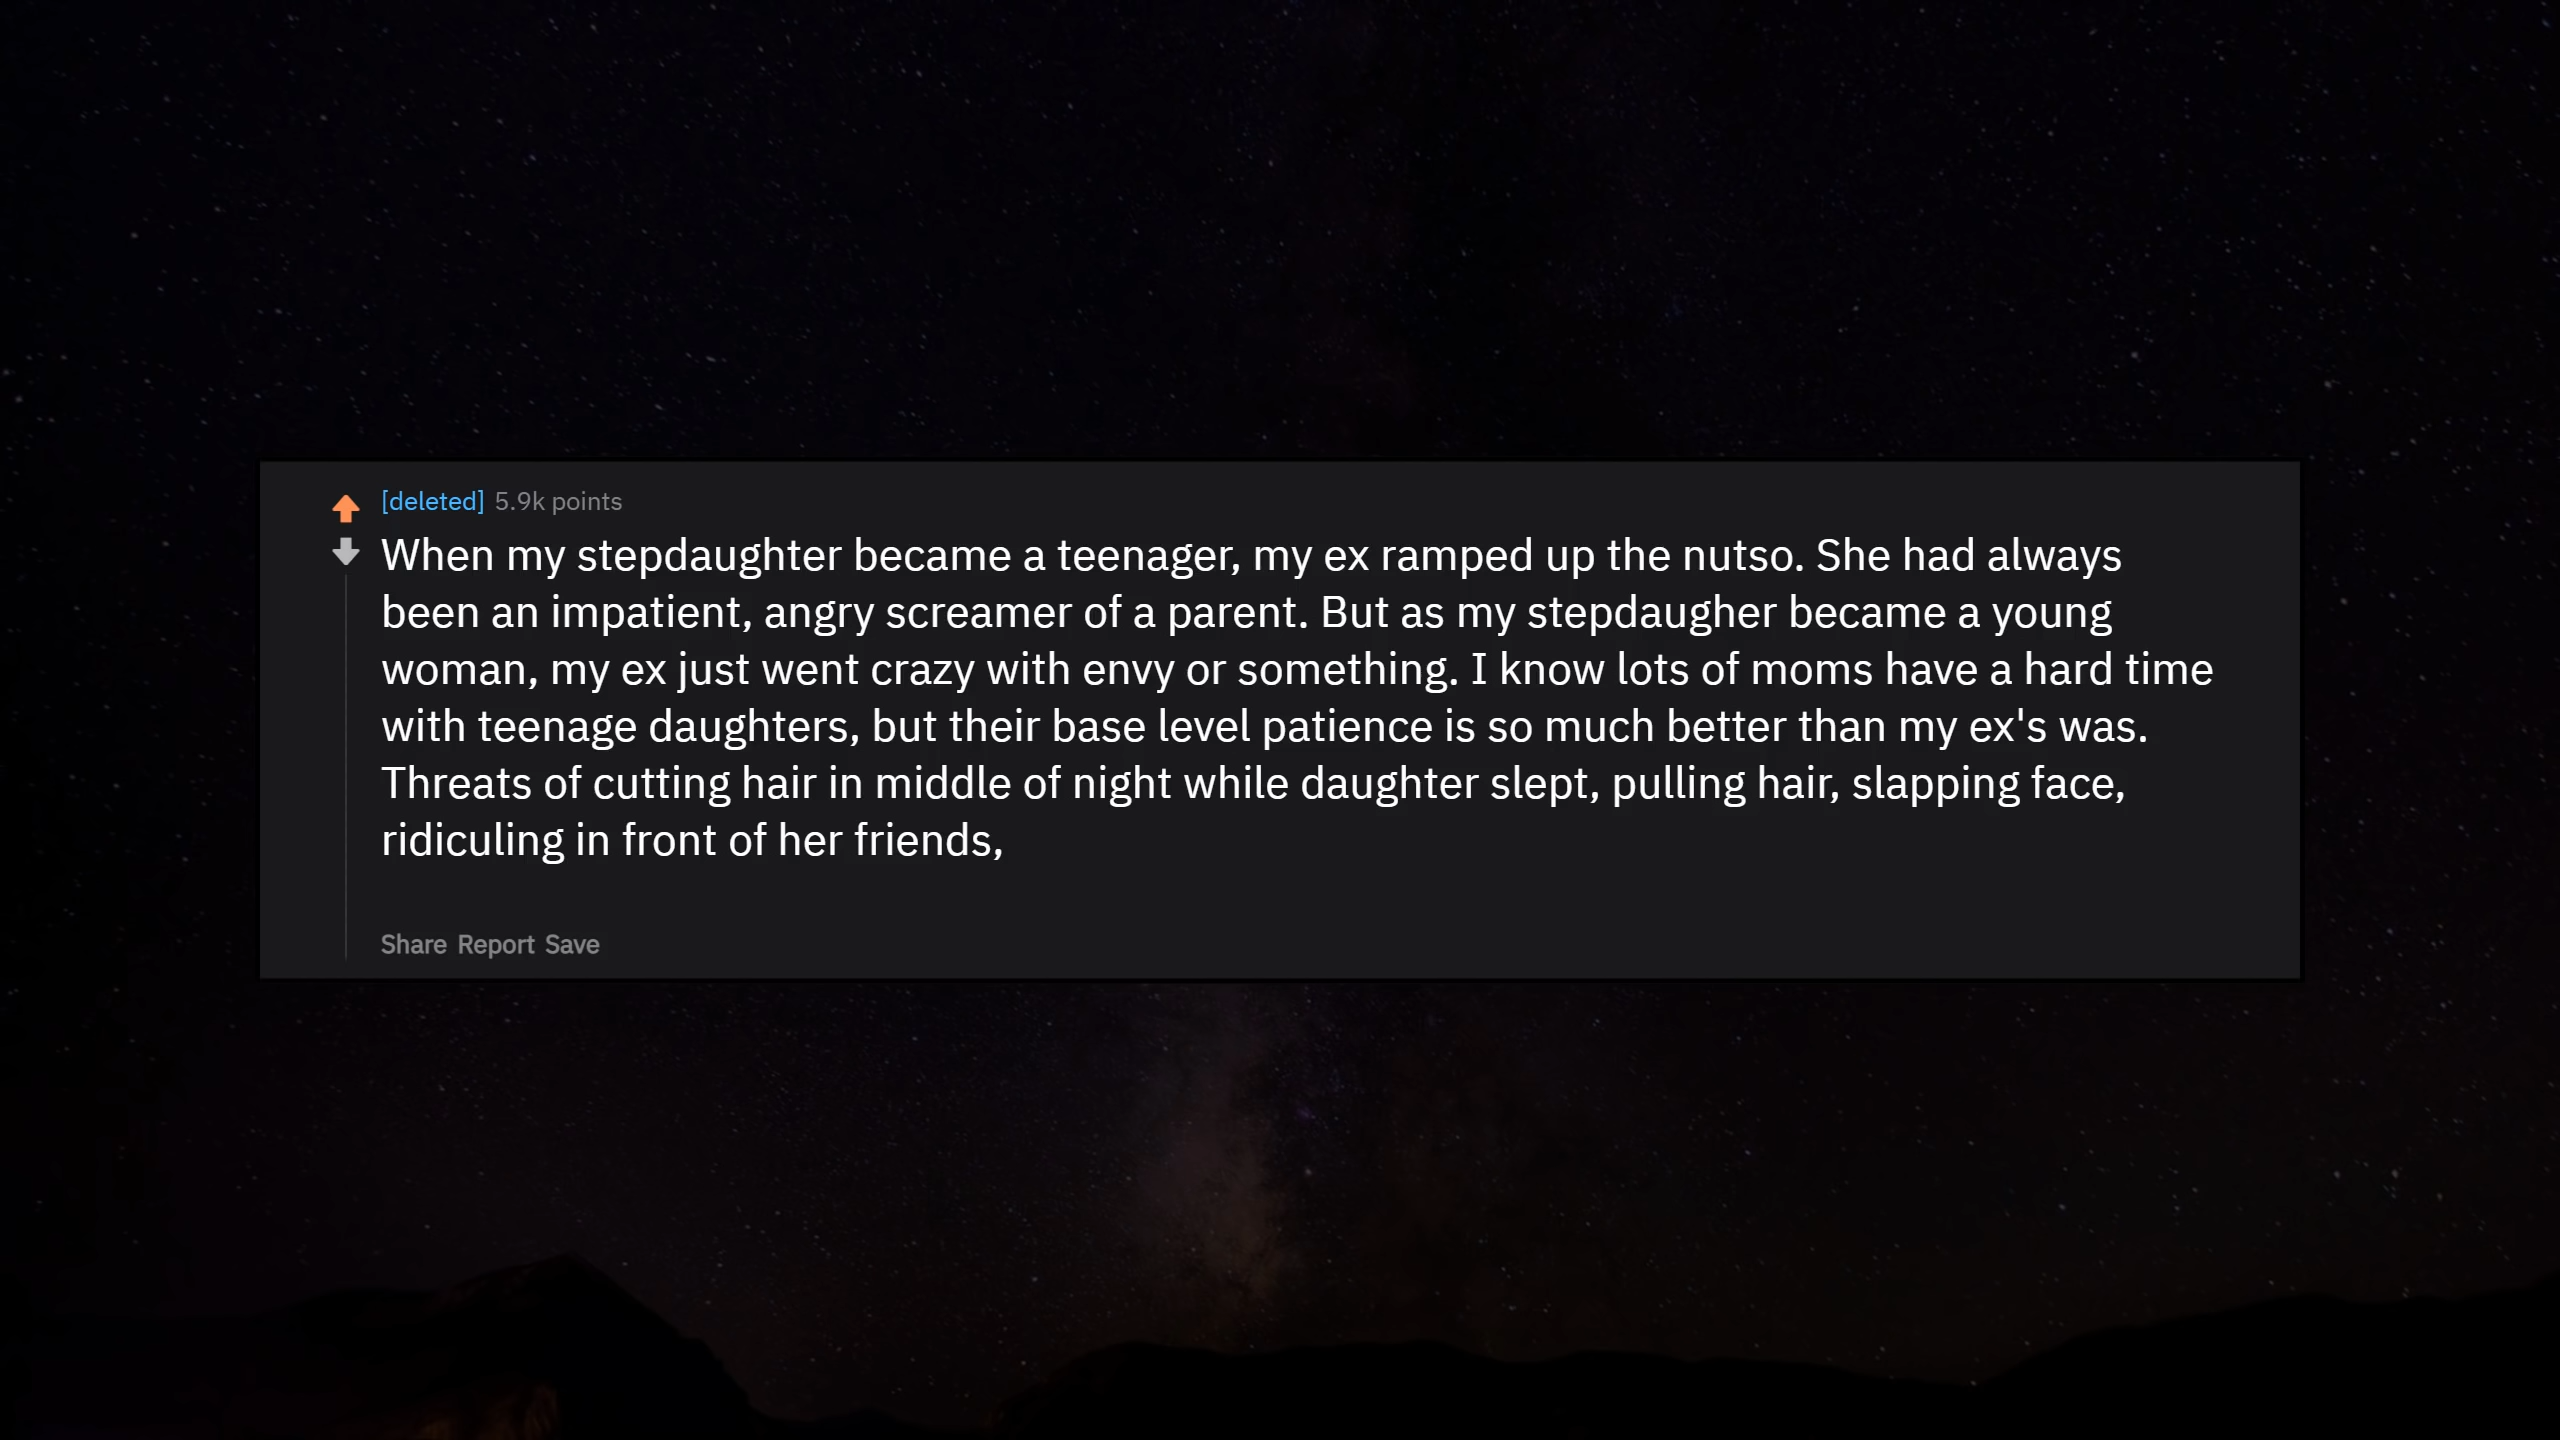 [deleted] 5.9k points
When my stepdaughter became a teenager, my ex ramped up the nutso. She had always
been an impatient, angry screamer of a parent. But as my stepdaugher became a young
woman, my ex just went crazy with envy or something. I know lots of moms have a hard time
with teenage daughters, but their base level patience is so much better than my ex's was.
Threats of cutting hair in middle of night while daughter slept, pulling hair, slapping face,
ridiculing in front of her friends,
Share Report Save